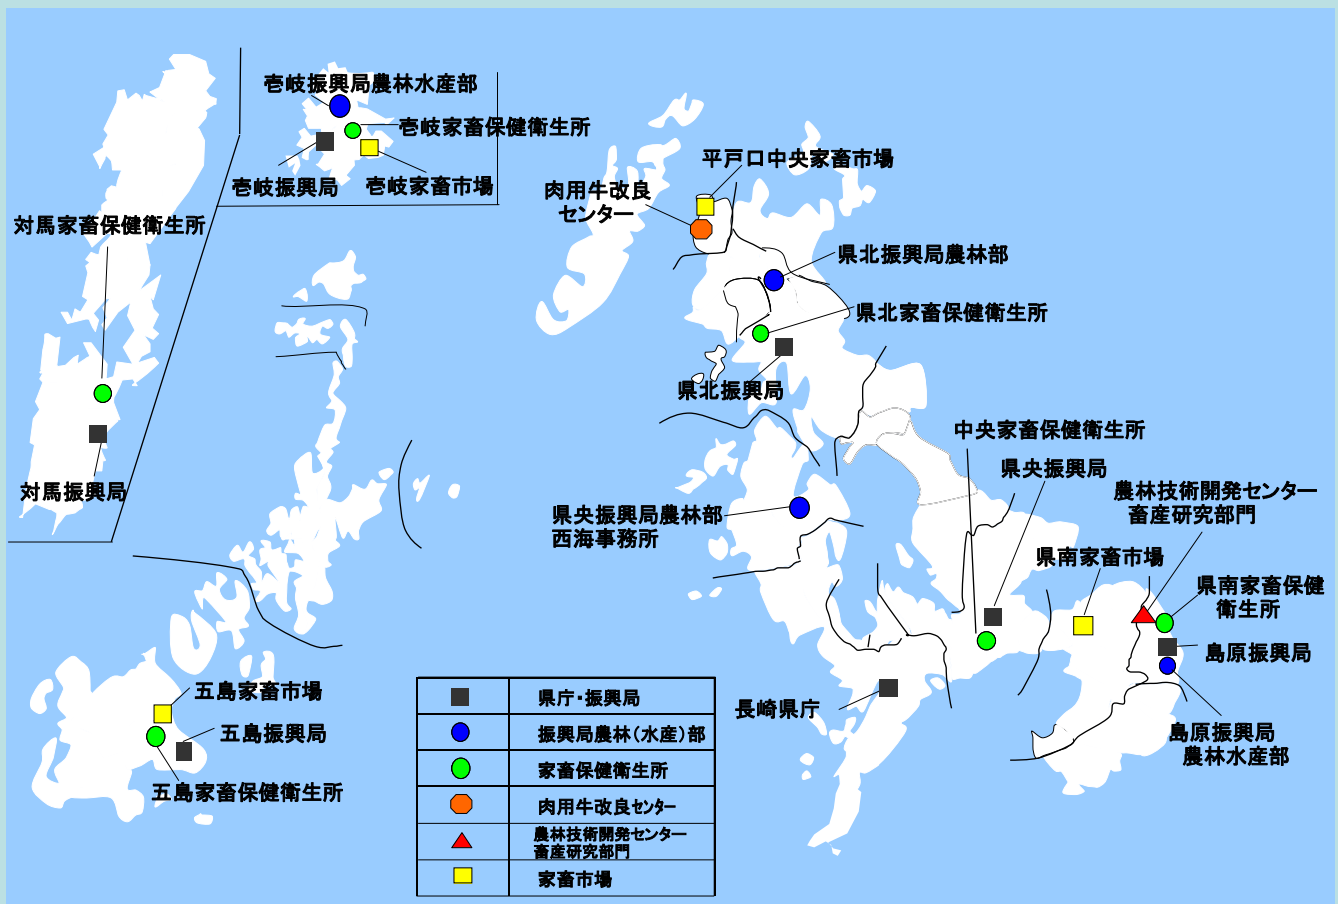 壱岐振興局農林水産部
壱岐家畜保健衛生所
壱岐振興局
壱岐家畜市場
対馬家畜保健衛生所
対馬振興局
平戸口中央家畜市場
肉用牛改良
センター
県北振興局農林部
県北家畜保健衛生所
県北振興局
中央家畜保健衛生所
県央振興局
農林技術開発センター
畜産研究部門
県央振興局農林部
西海事務所
県南家畜市場
県南家畜保健
衛生所
島原振興局
島原振興局
農林水産部
長崎県庁
五島家畜市場
五島振興局
五島家畜保健衛生所
県庁・振興局
振興局農林(水産)部
家畜保健衛生所
肉用牛改良センター
農林技術開発センター
畜産研究部門
家畜市場